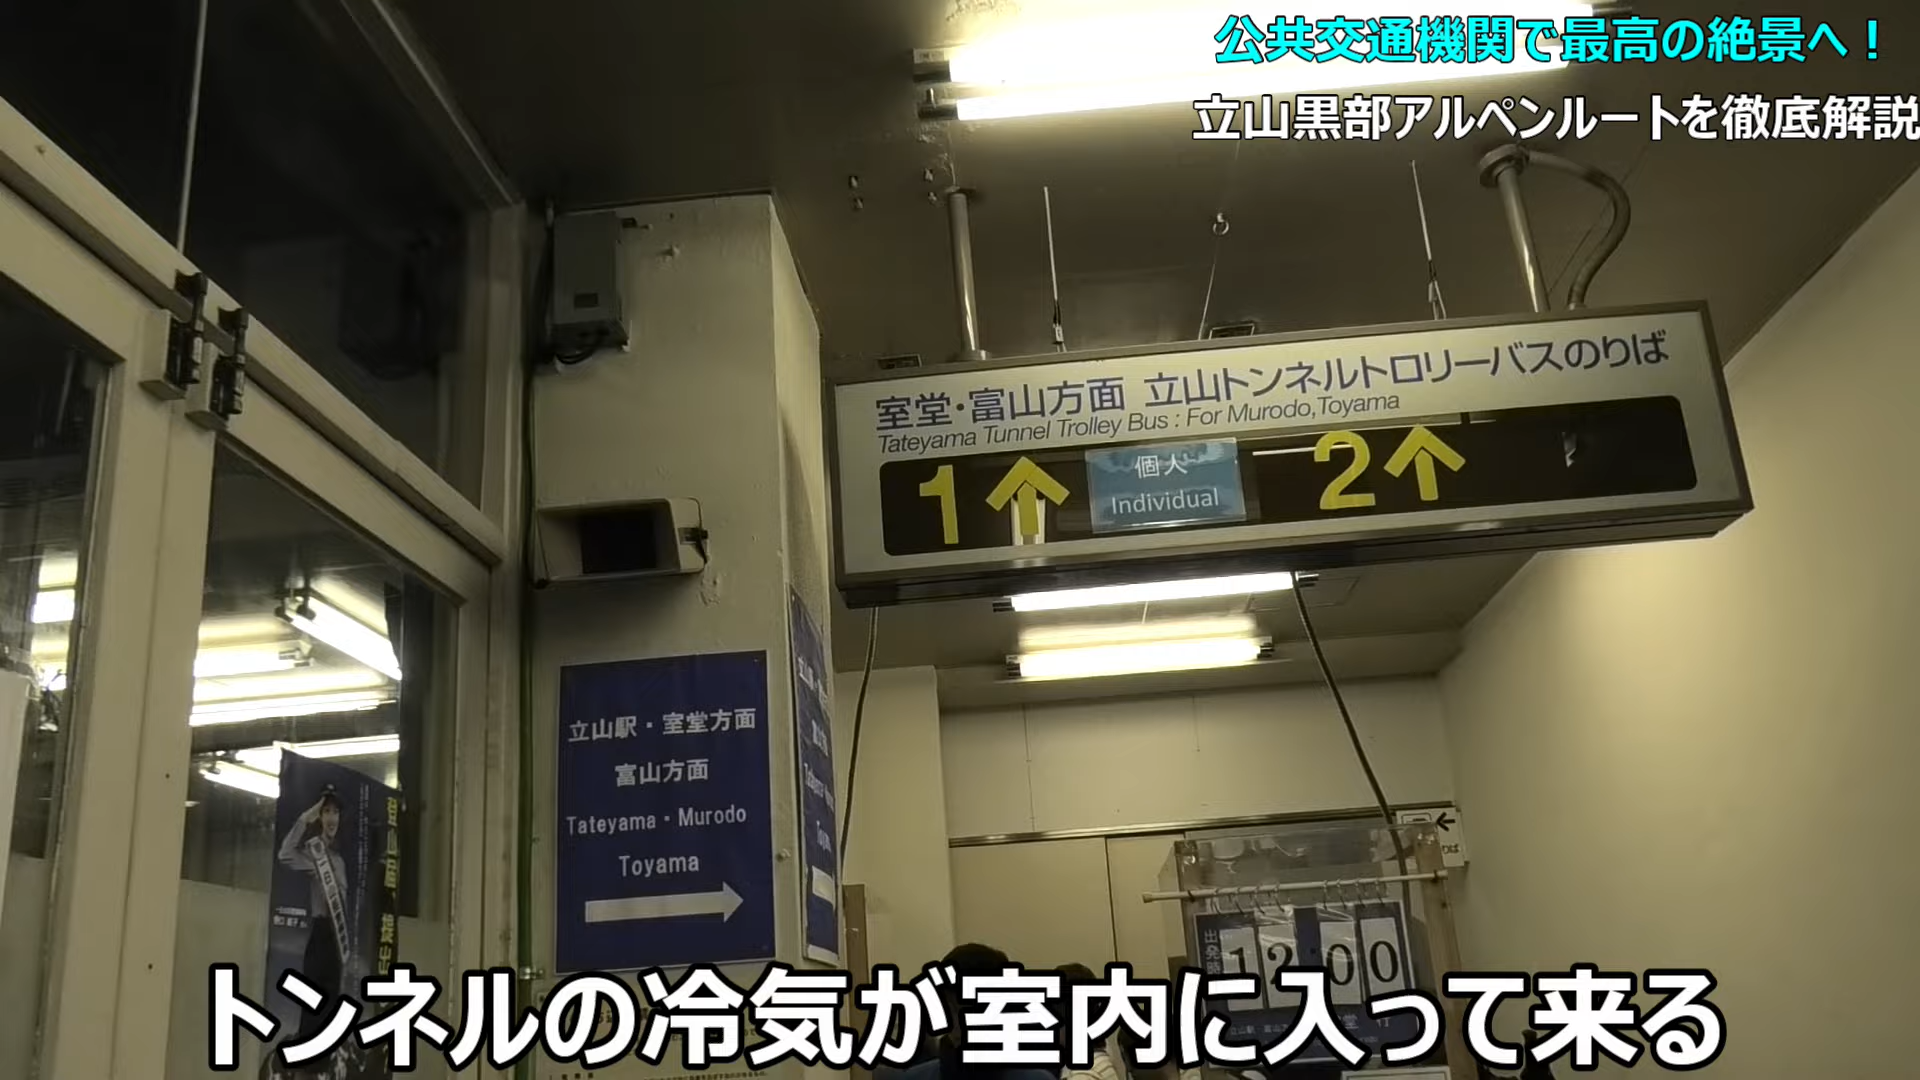 公共交通機関で最高の絶景へ！
立山黒部アルペンルートを徹底解説
室堂・富山方面 立山トンネルトロリーバスのりば
Tateyama Tunnel Trolley Bus : For Murodo,Toyama
1↑
個人
Individual
2↑
立山駅・室堂方面
富山方面
Tateyama・Murodo
Toyama
12:00
トンネルの冷気が室内に入って来る